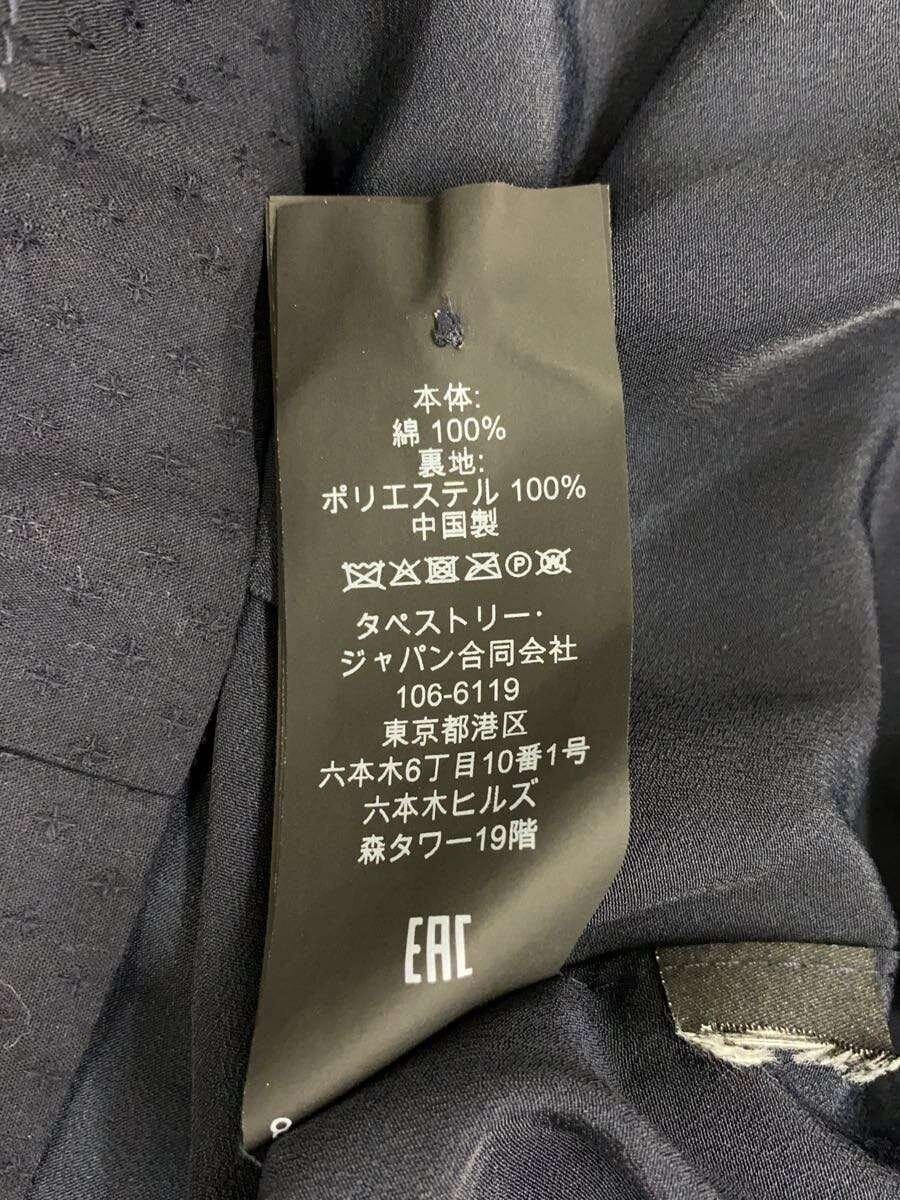 本体:
綿 100%
裏地:
ポリエステル 100%
中国製
P W
タペストリー・
ジャパン合同会社
106-6119
東京都港区
六本木6丁目10番1号
六本木ヒルズ
森タワー19階
EAC